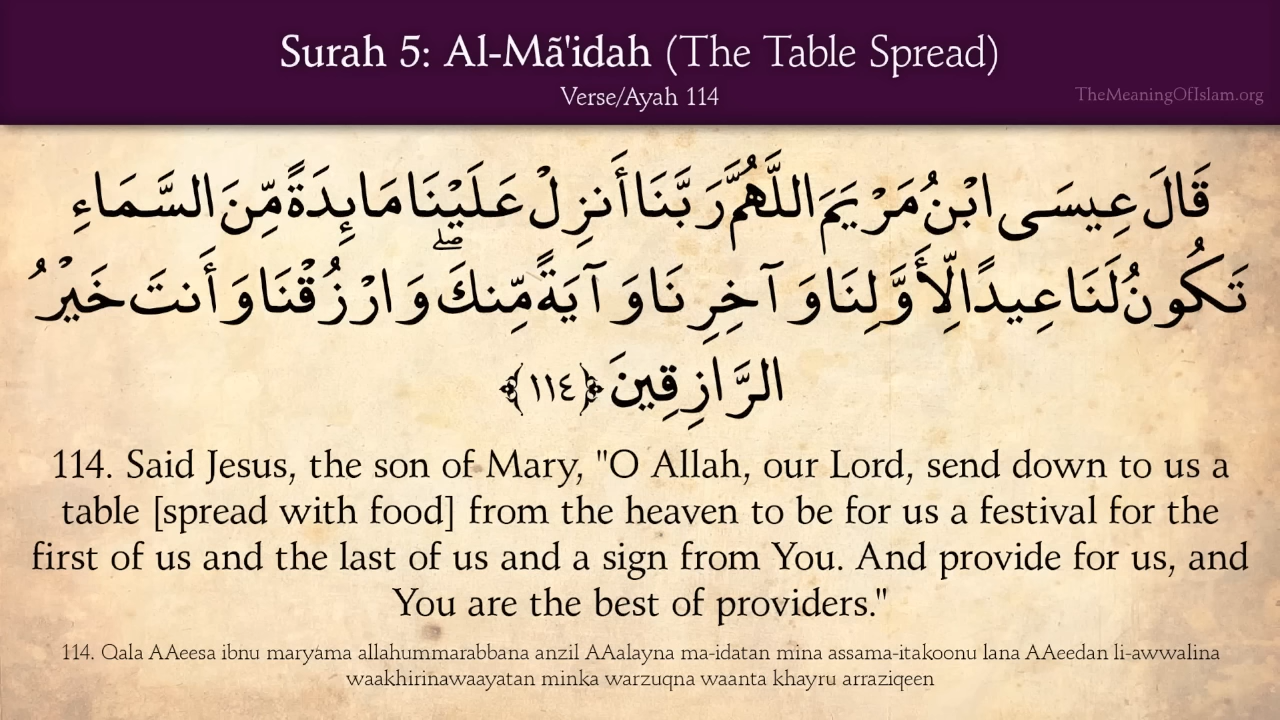 Surah 5: Al-Mã'idah (The Table Spread)
Verse/Ayah 114
TheMeaningOfIslam.org
قَالَ عِيسَى ابْنُ مَرْيَمَ اللَّهُمَّ رَبَّنَا أَنزِلْ عَلَيْنَا مَائِدَةً مِّنَ السَّمَاءِ
تَكُونُ لَنَا عِيدًا لِّأَوَّلِنَا وَآخِرِنَا وَآيَةً مِّنكَ ۖ وَارْزُقْنَا وَأَنتَ خَيْرُ
الرَّازِقِينَ ﴿١١٤﴾
114. Said Jesus, the son of Mary, "O Allah, our Lord, send down to us a
table [spread with food] from the heaven to be for us a festival for the
first of us and the last of us and a sign from You. And provide for us, and
You are the best of providers."
114. Qala AAeesa ibnu maryama allahummarabbana anzil AAalayna ma-idatan mina assama-itakoonu lana AAeedan li-awwalina
waakhirinawaayatan minka warzuqna waanta khayru arraziqeen